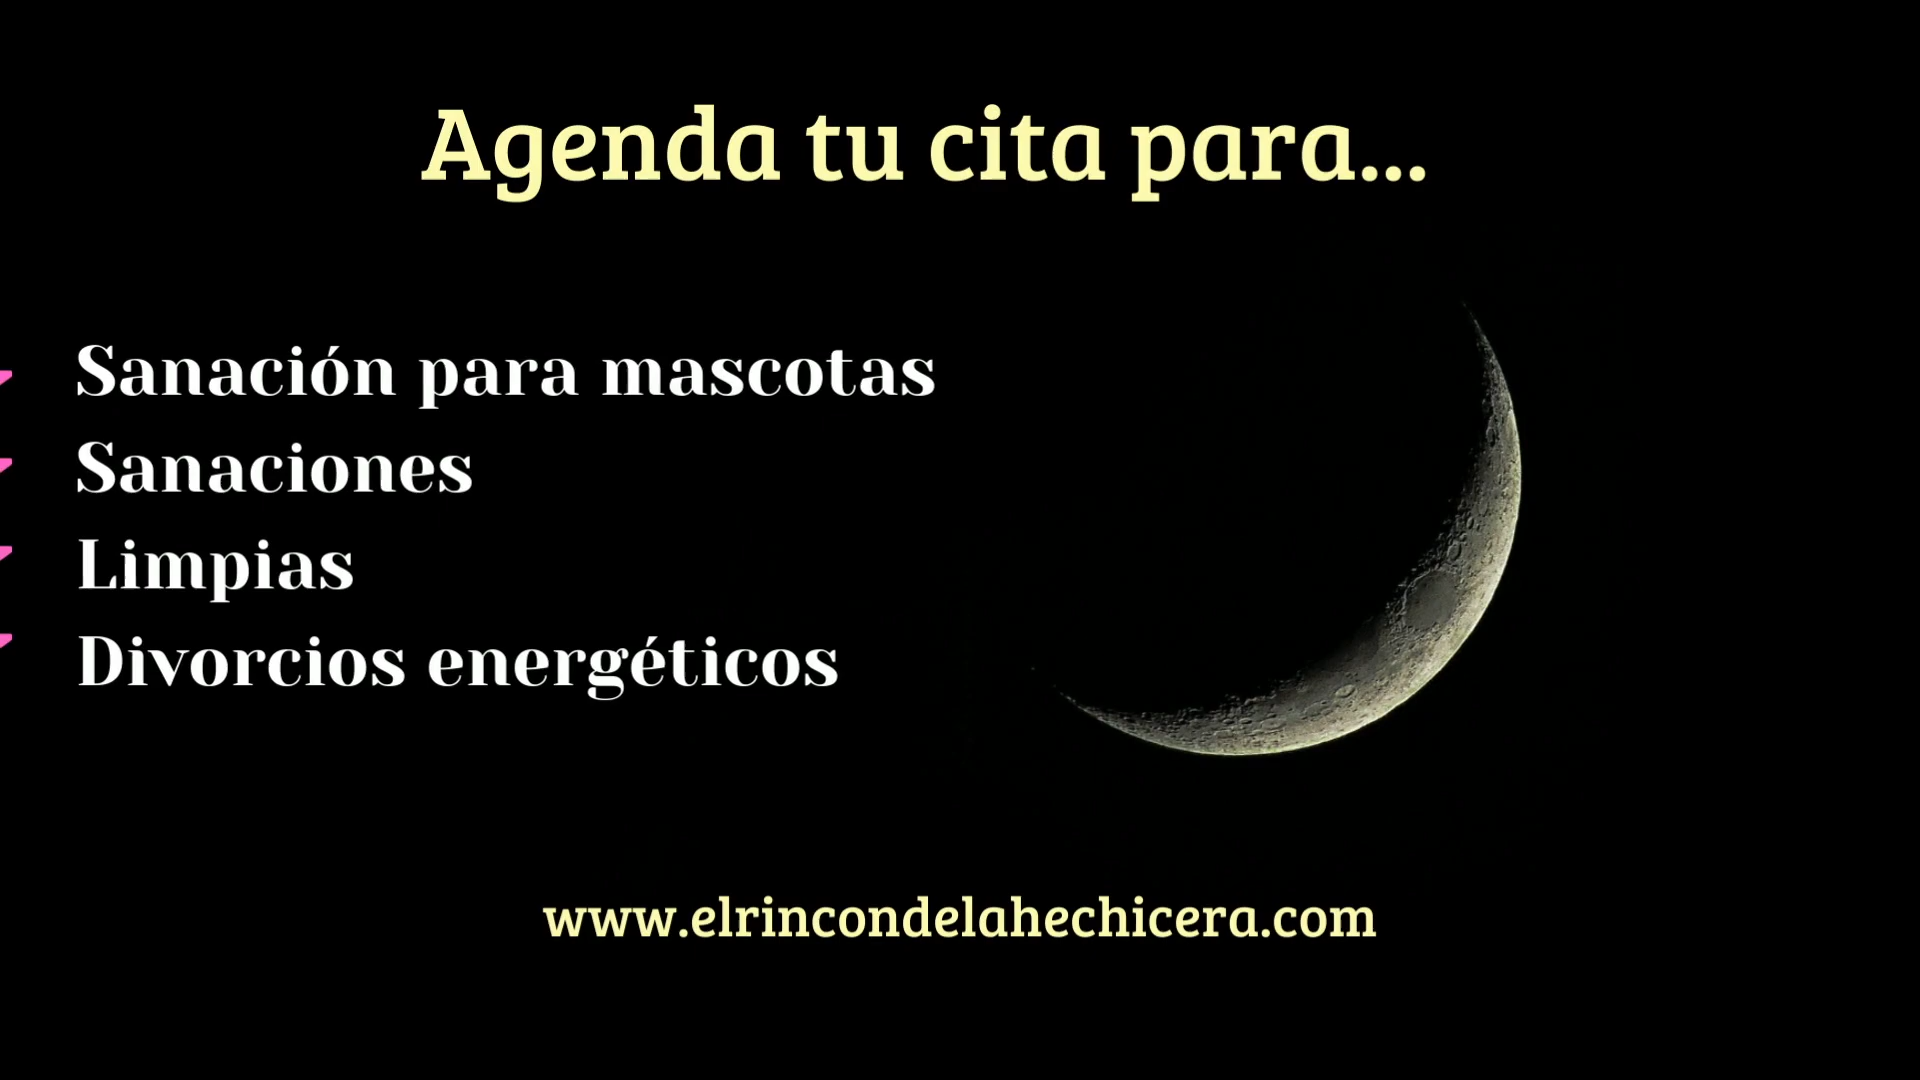 Agenda tu cita para...
Sanación para mascotas
Sanaciones
Limpias
Divorcios energéticos
www.elrincondelahechicera.com